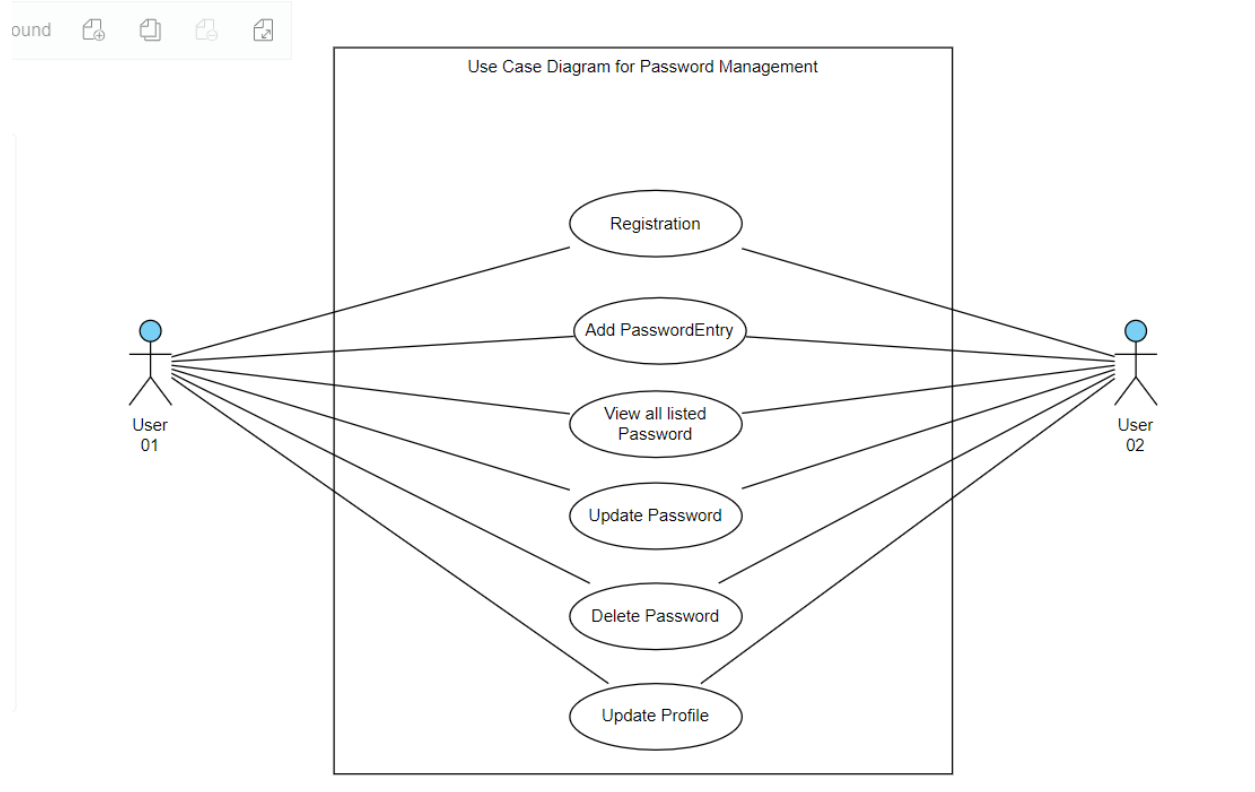 ound
Use Case Diagram for Password Management
Registration
Add PasswordEntry
View all listed
Password
Update Password
Delete Password
Update Profile
User
01
User
02